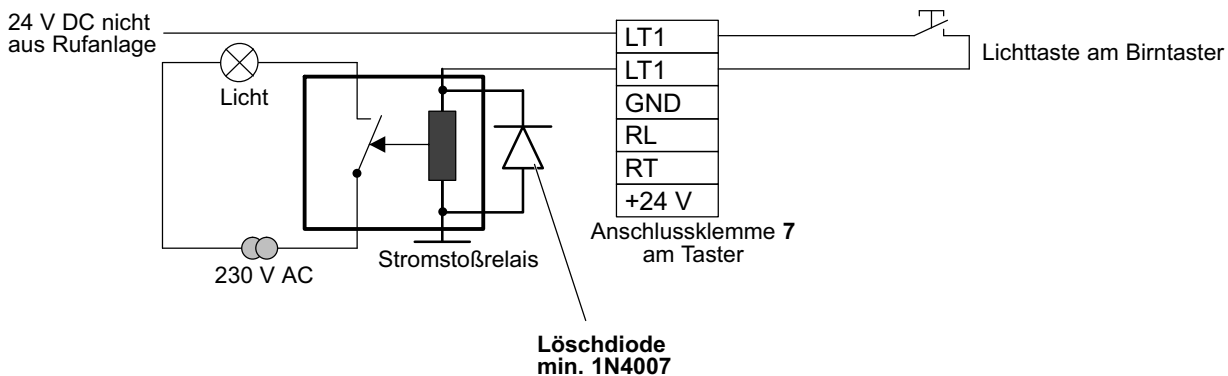 24 V DC nicht
aus Rufanlage
Licht
230 V AC
Stromstoßrelais
Löschdiode
min. 1N4007
LT1
LT1
GND
RL
RT
+24 V
Anschlussklemme 7
am Taster
Lichttaste am Birntaster